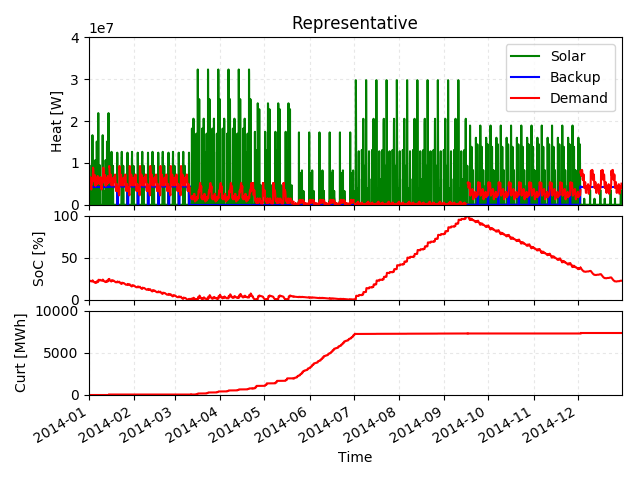 Representative
1e7
4
3
2
1
0
Heat [W]
Solar
Backup
Demand
100
50
0
SoC [%]
10000
5000
0
Curt [MWh]
2014-01
2014-02
2014-03
2014-04
2014-05
2014-06
2014-07
2014-08
2014-09
2014-10
2014-11
2014-12
Time